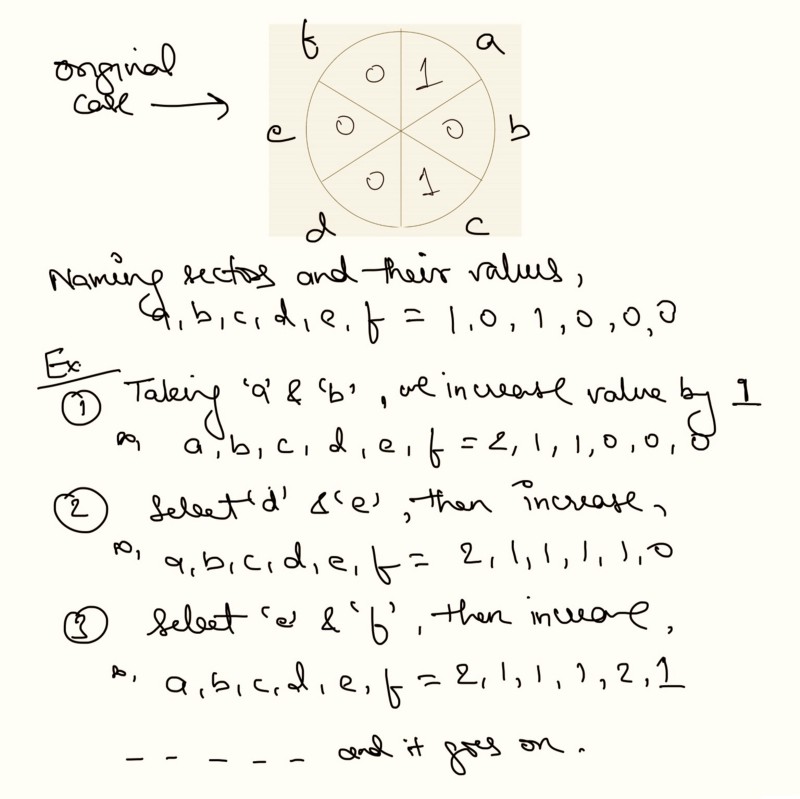 original
case →
f a
0 1
e 0 0 b
0 1
d c
Naming sectors and their values,
a, b, c, d, e, f = 1, 0, 1, 0, 0, 0
Ex
① Taking 'a' & 'b', we increase value by 1
so, a, b, c, d, e, f = 2, 1, 1, 0, 0, 0
② Select 'd' & 'e', then increase,
so, a, b, c, d, e, f = 2, 1, 1, 1, 1, 0
③ Select 'e' & 'f', then increase,
so, a, b, c, d, e, f = 2, 1, 1, 1, 2, 1
– – – – – and it goes on.